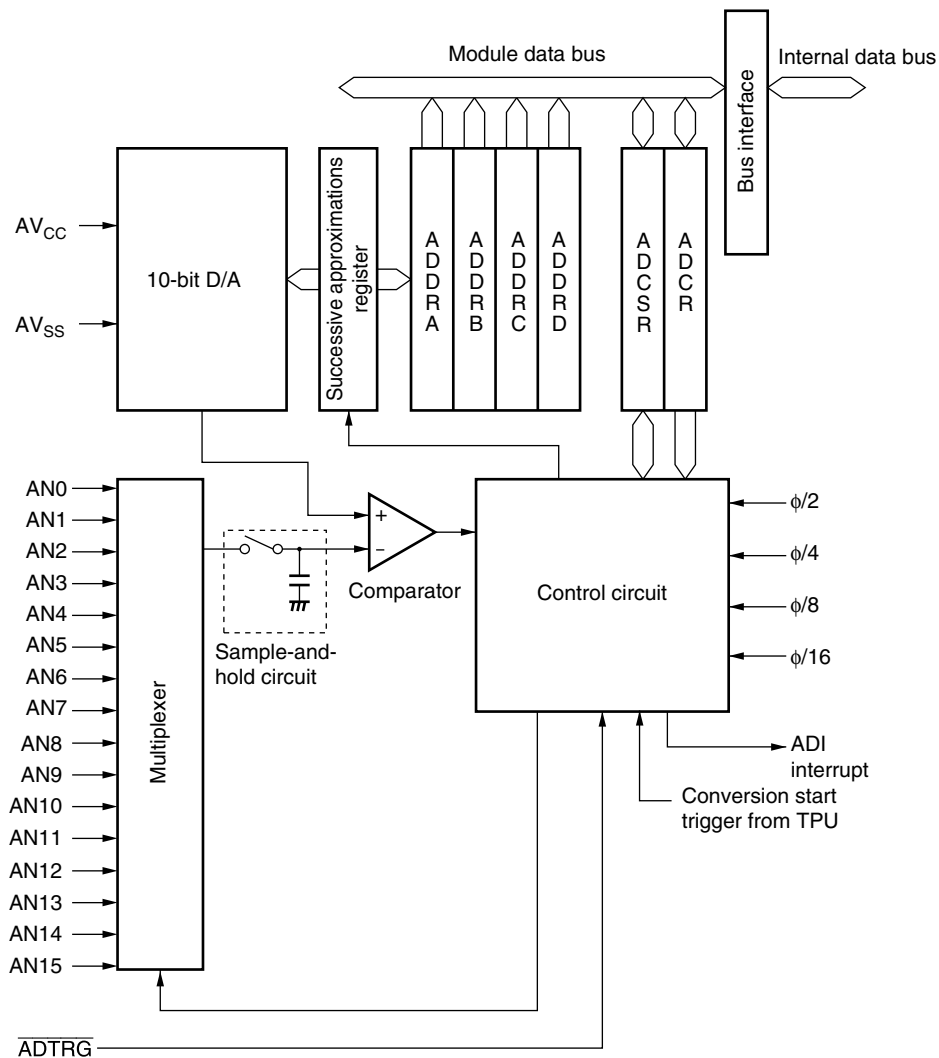 Module data bus
Internal data bus
Bus interface
AVCC
AVSS
10-bit D/A
Successive approximations
register
ADDRA
ADDRB
ADDRC
ADDRD
ADCSR
ADCR
AN0
AN1
AN2
AN3
AN4
AN5
AN6
AN7
AN8
AN9
AN10
AN11
AN12
AN13
AN14
AN15
Multiplexer
+
−
Comparator
Sample-and-
hold circuit
Control circuit
ϕ/2
ϕ/4
ϕ/8
ϕ/16
ADI
interrupt
Conversion start
trigger from TPU
ADTRG